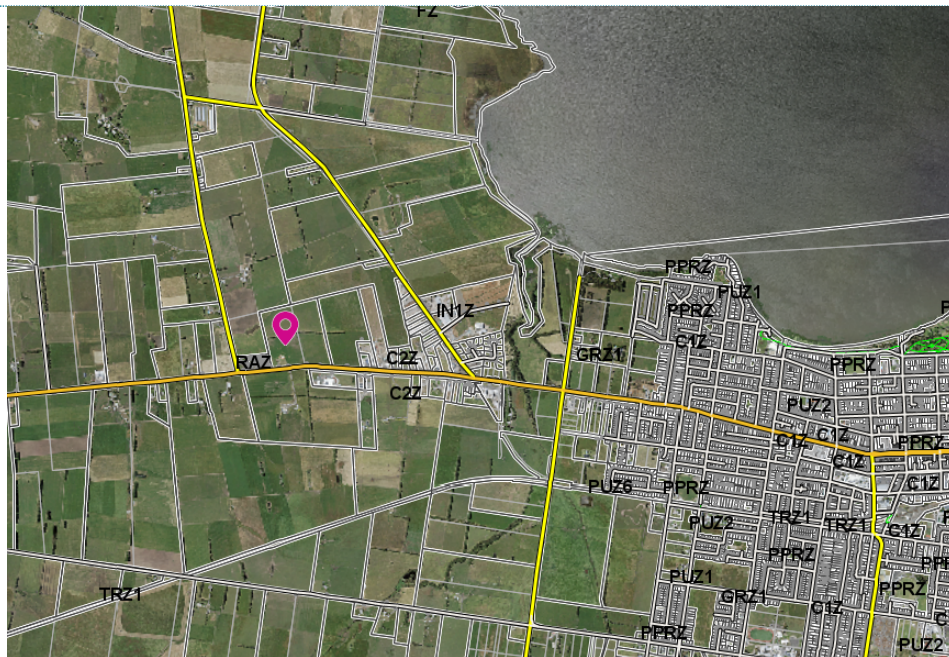 FZ
PPRZ
PUZ1
PPRZ
IN1Z
C1Z
C2Z
GRZ1
RAZ
PPRZ
C2Z
PUZ2
C1Z
C1Z
C1Z
PPRZ
C1Z
PUZ6
PPRZ
PUZ2
TRZ1
TRZ1
C1Z
PPRZ
PUZ1
TRZ1
GRZ1
PPRZ
C1Z
PPRZ
PUZ2